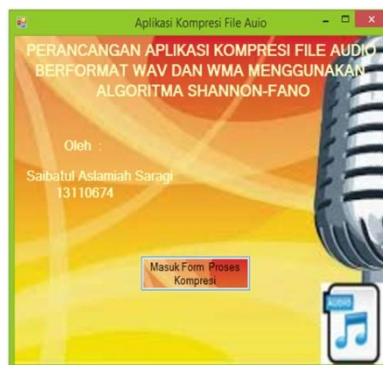 Aplikasi Kompresi File Auio
PERANCANGAN APLIKASI KOMPRESI FILE AUDIO
BERFORMAT WAV DAN WMA MENGGUNAKAN
ALGORITMA SHANNON-FANO
Oleh :
Saibatul Aslamiah Saragi
13110674
Masuk Form Proses
Kompresi
AUDIO